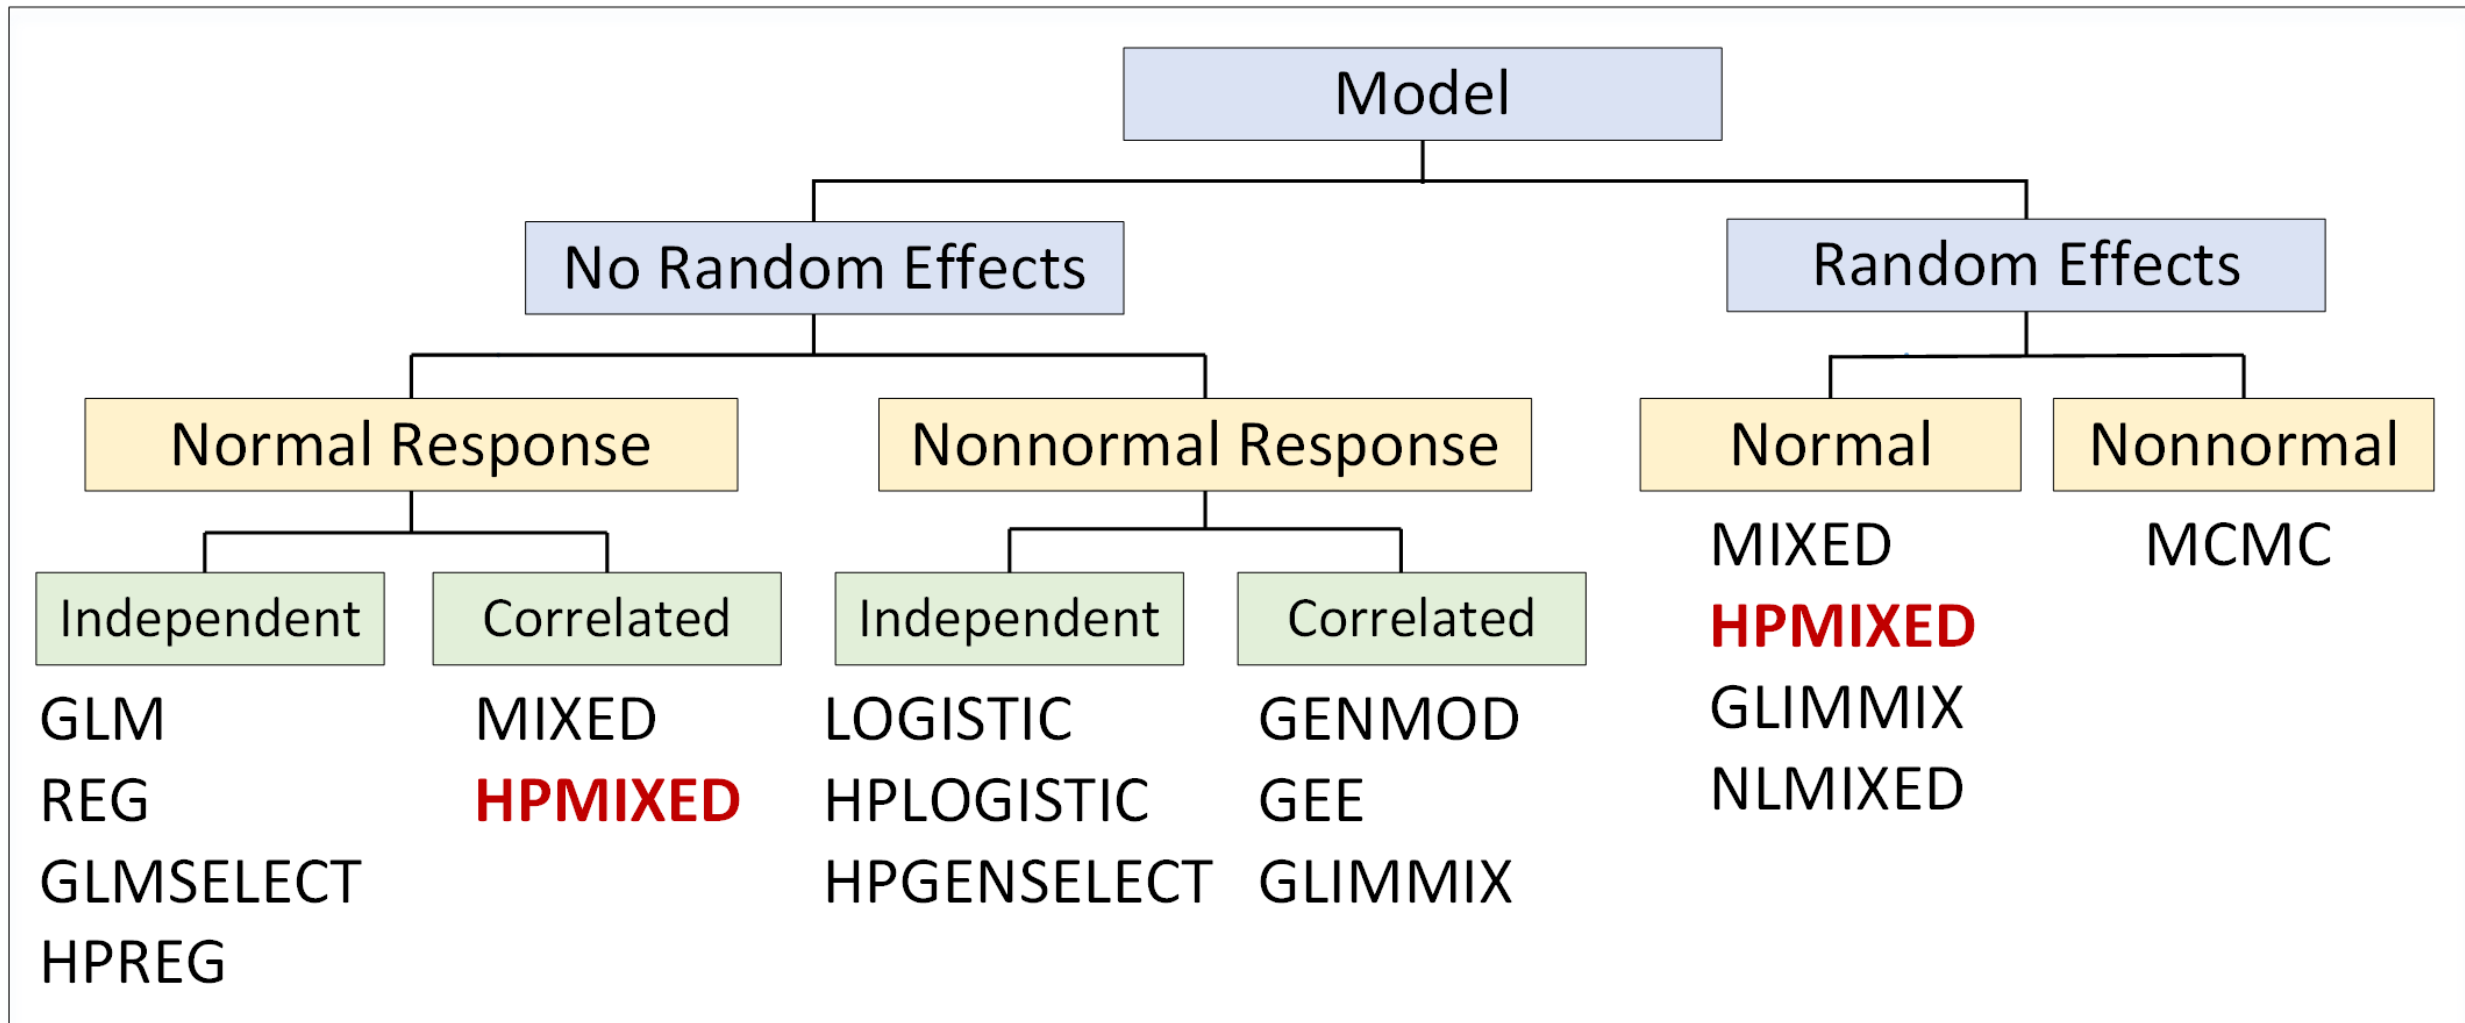 Model
No Random Effects
Random Effects
Normal Response
Nonnormal Response
Normal
Nonnormal
Independent
Correlated
Independent
Correlated
GLM
REG
GLMSELECT
HPREG
MIXED
HPMIXED
LOGISTIC
HPLOGISTIC
HPGENSELECT
GENMOD
GEE
GLIMMIX
MIXED
HPMIXED
GLIMMIX
NLMIXED
MCMC